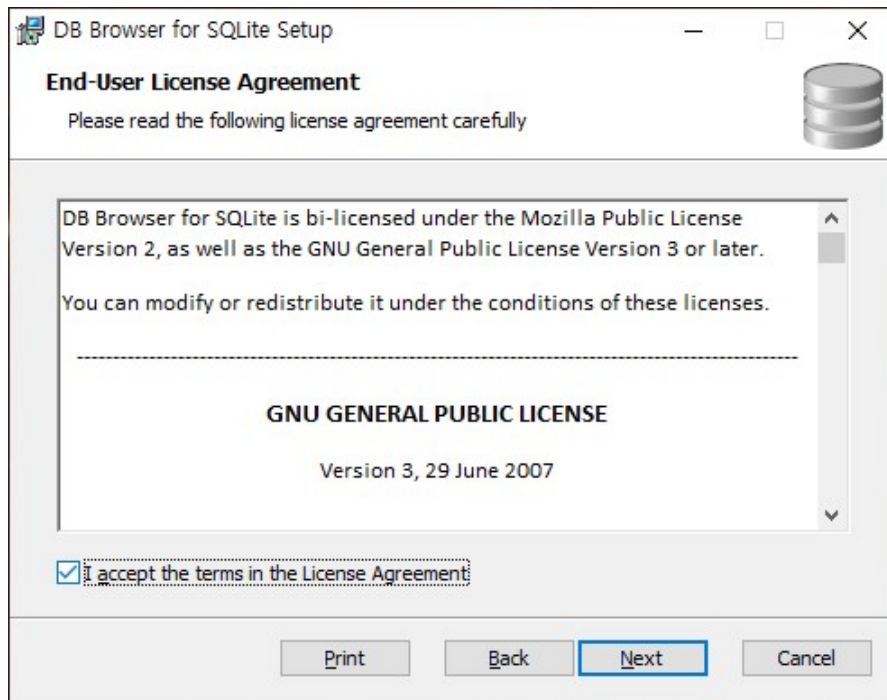 DB Browser for SQLite Setup
End-User License Agreement
Please read the following license agreement carefully
DB Browser for SQLite is bi-licensed under the Mozilla Public License
Version 2, as well as the GNU General Public License Version 3 or later.
You can modify or redistribute it under the conditions of these licenses.
--------------------------------------------------------------------------------
GNU GENERAL PUBLIC LICENSE
Version 3, 29 June 2007
I accept the terms in the License Agreement
Print Back Next Cancel